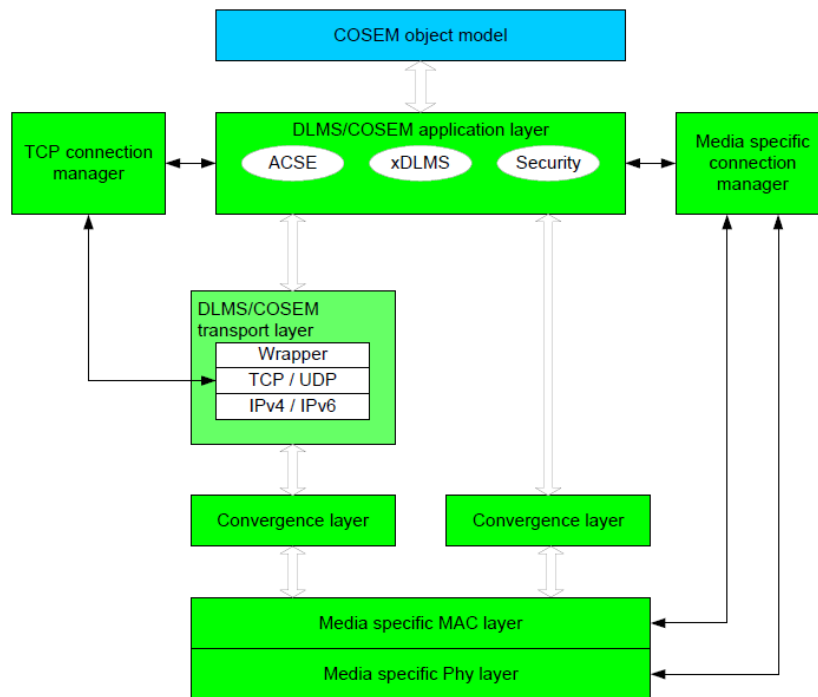 COSEM object model
TCP connection
manager
DLMS/COSEM application layer
ACSE
xDLMS
Security
Media specific
connection
manager
DLMS/COSEM
transport layer
Wrapper
TCP / UDP
IPv4 / IPv6
Convergence layer
Convergence layer
Media specific MAC layer
Media specific Phy layer